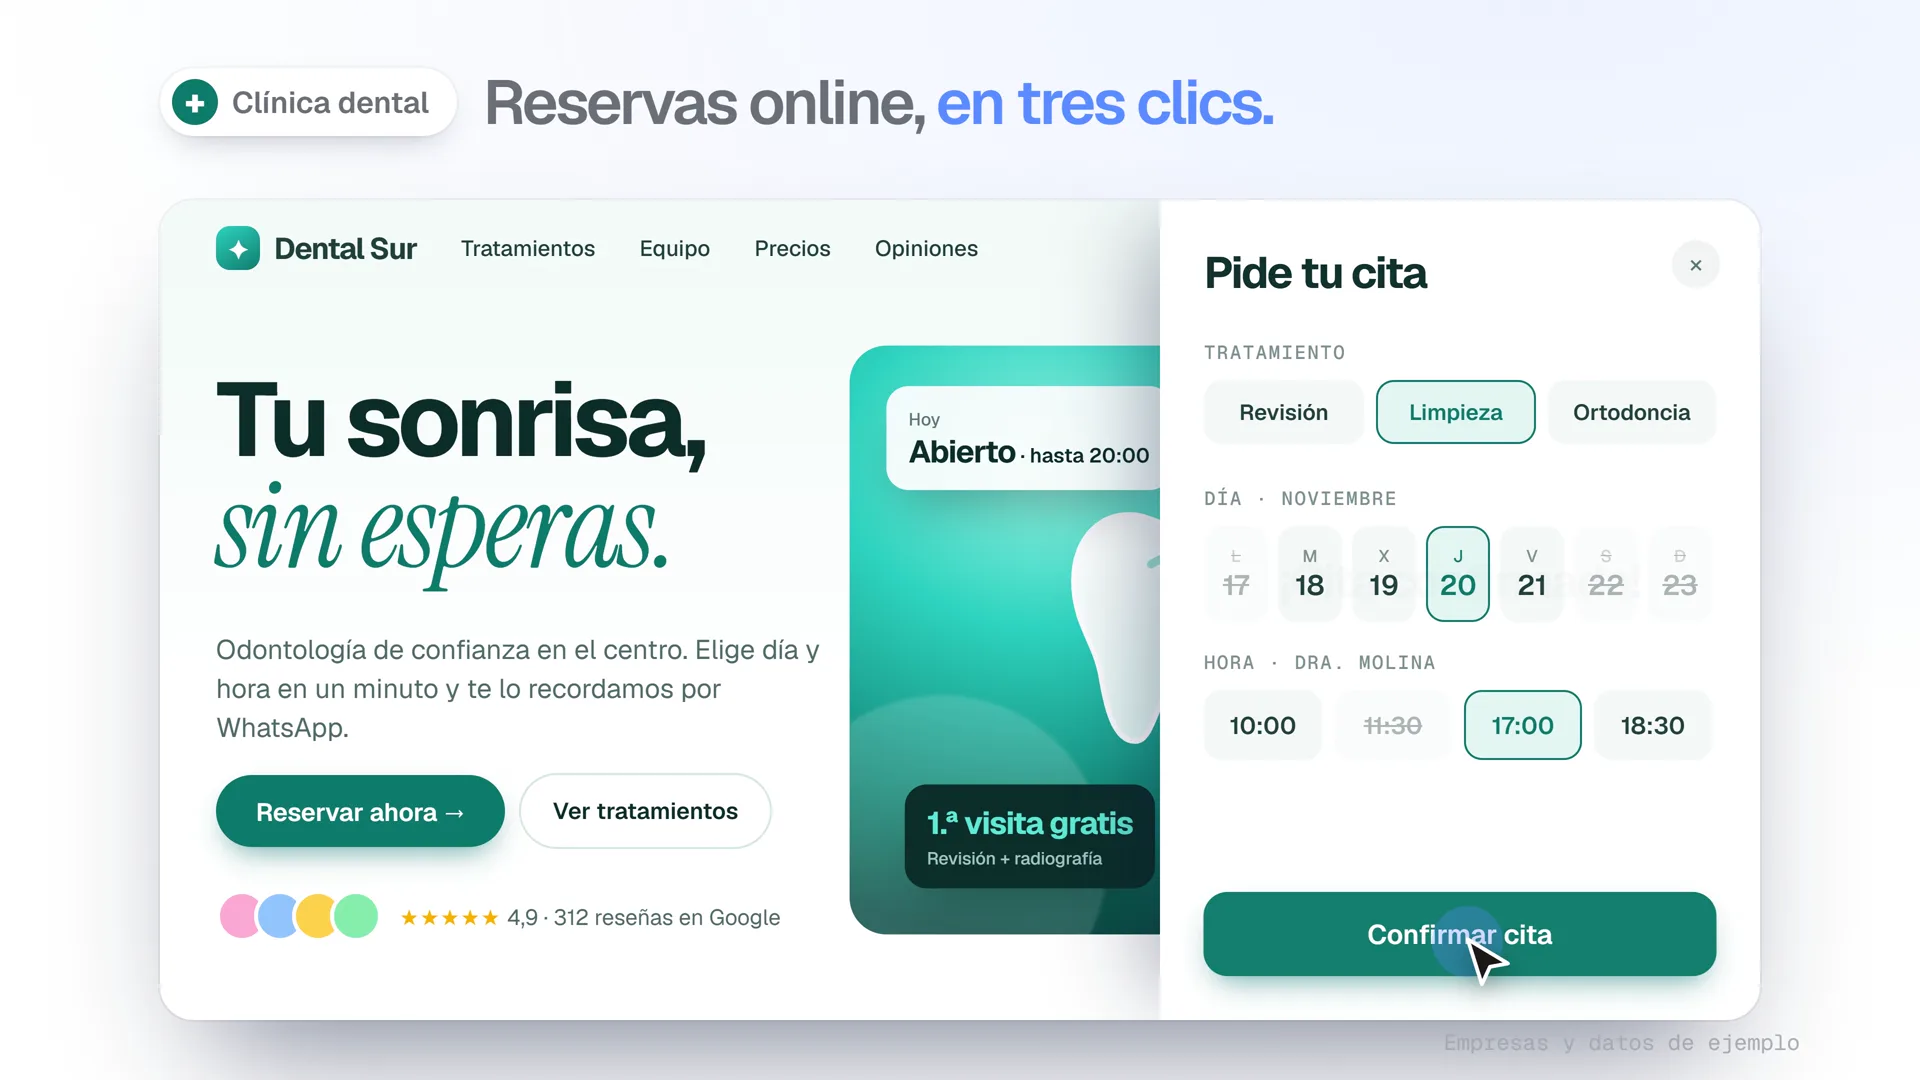 Clínica dental
Reservas online, en tres clics.
Dental Sur
Tratamientos
Equipo
Precios
Opiniones
Tu sonrisa,
sin esperas.
Odontología de confianza en el centro. Elige día y
hora en un minuto y te lo recordamos por
WhatsApp.
Reservar ahora →
Ver tratamientos
★★★★★ 4,9 · 312 reseñas en Google
Hoy
Abierto · hasta 20:00
1.ª visita gratis
Revisión + radiografía
Pide tu cita
×
TRATAMIENTO
Revisión
Limpieza
Ortodoncia
DÍA · NOVIEMBRE
L M X J V S D
17 18 19 20 21 22 23
HORA · DRA. MOLINA
10:00 11:30 17:00 18:30
Confirmar cita
Empresas y datos de ejemplo